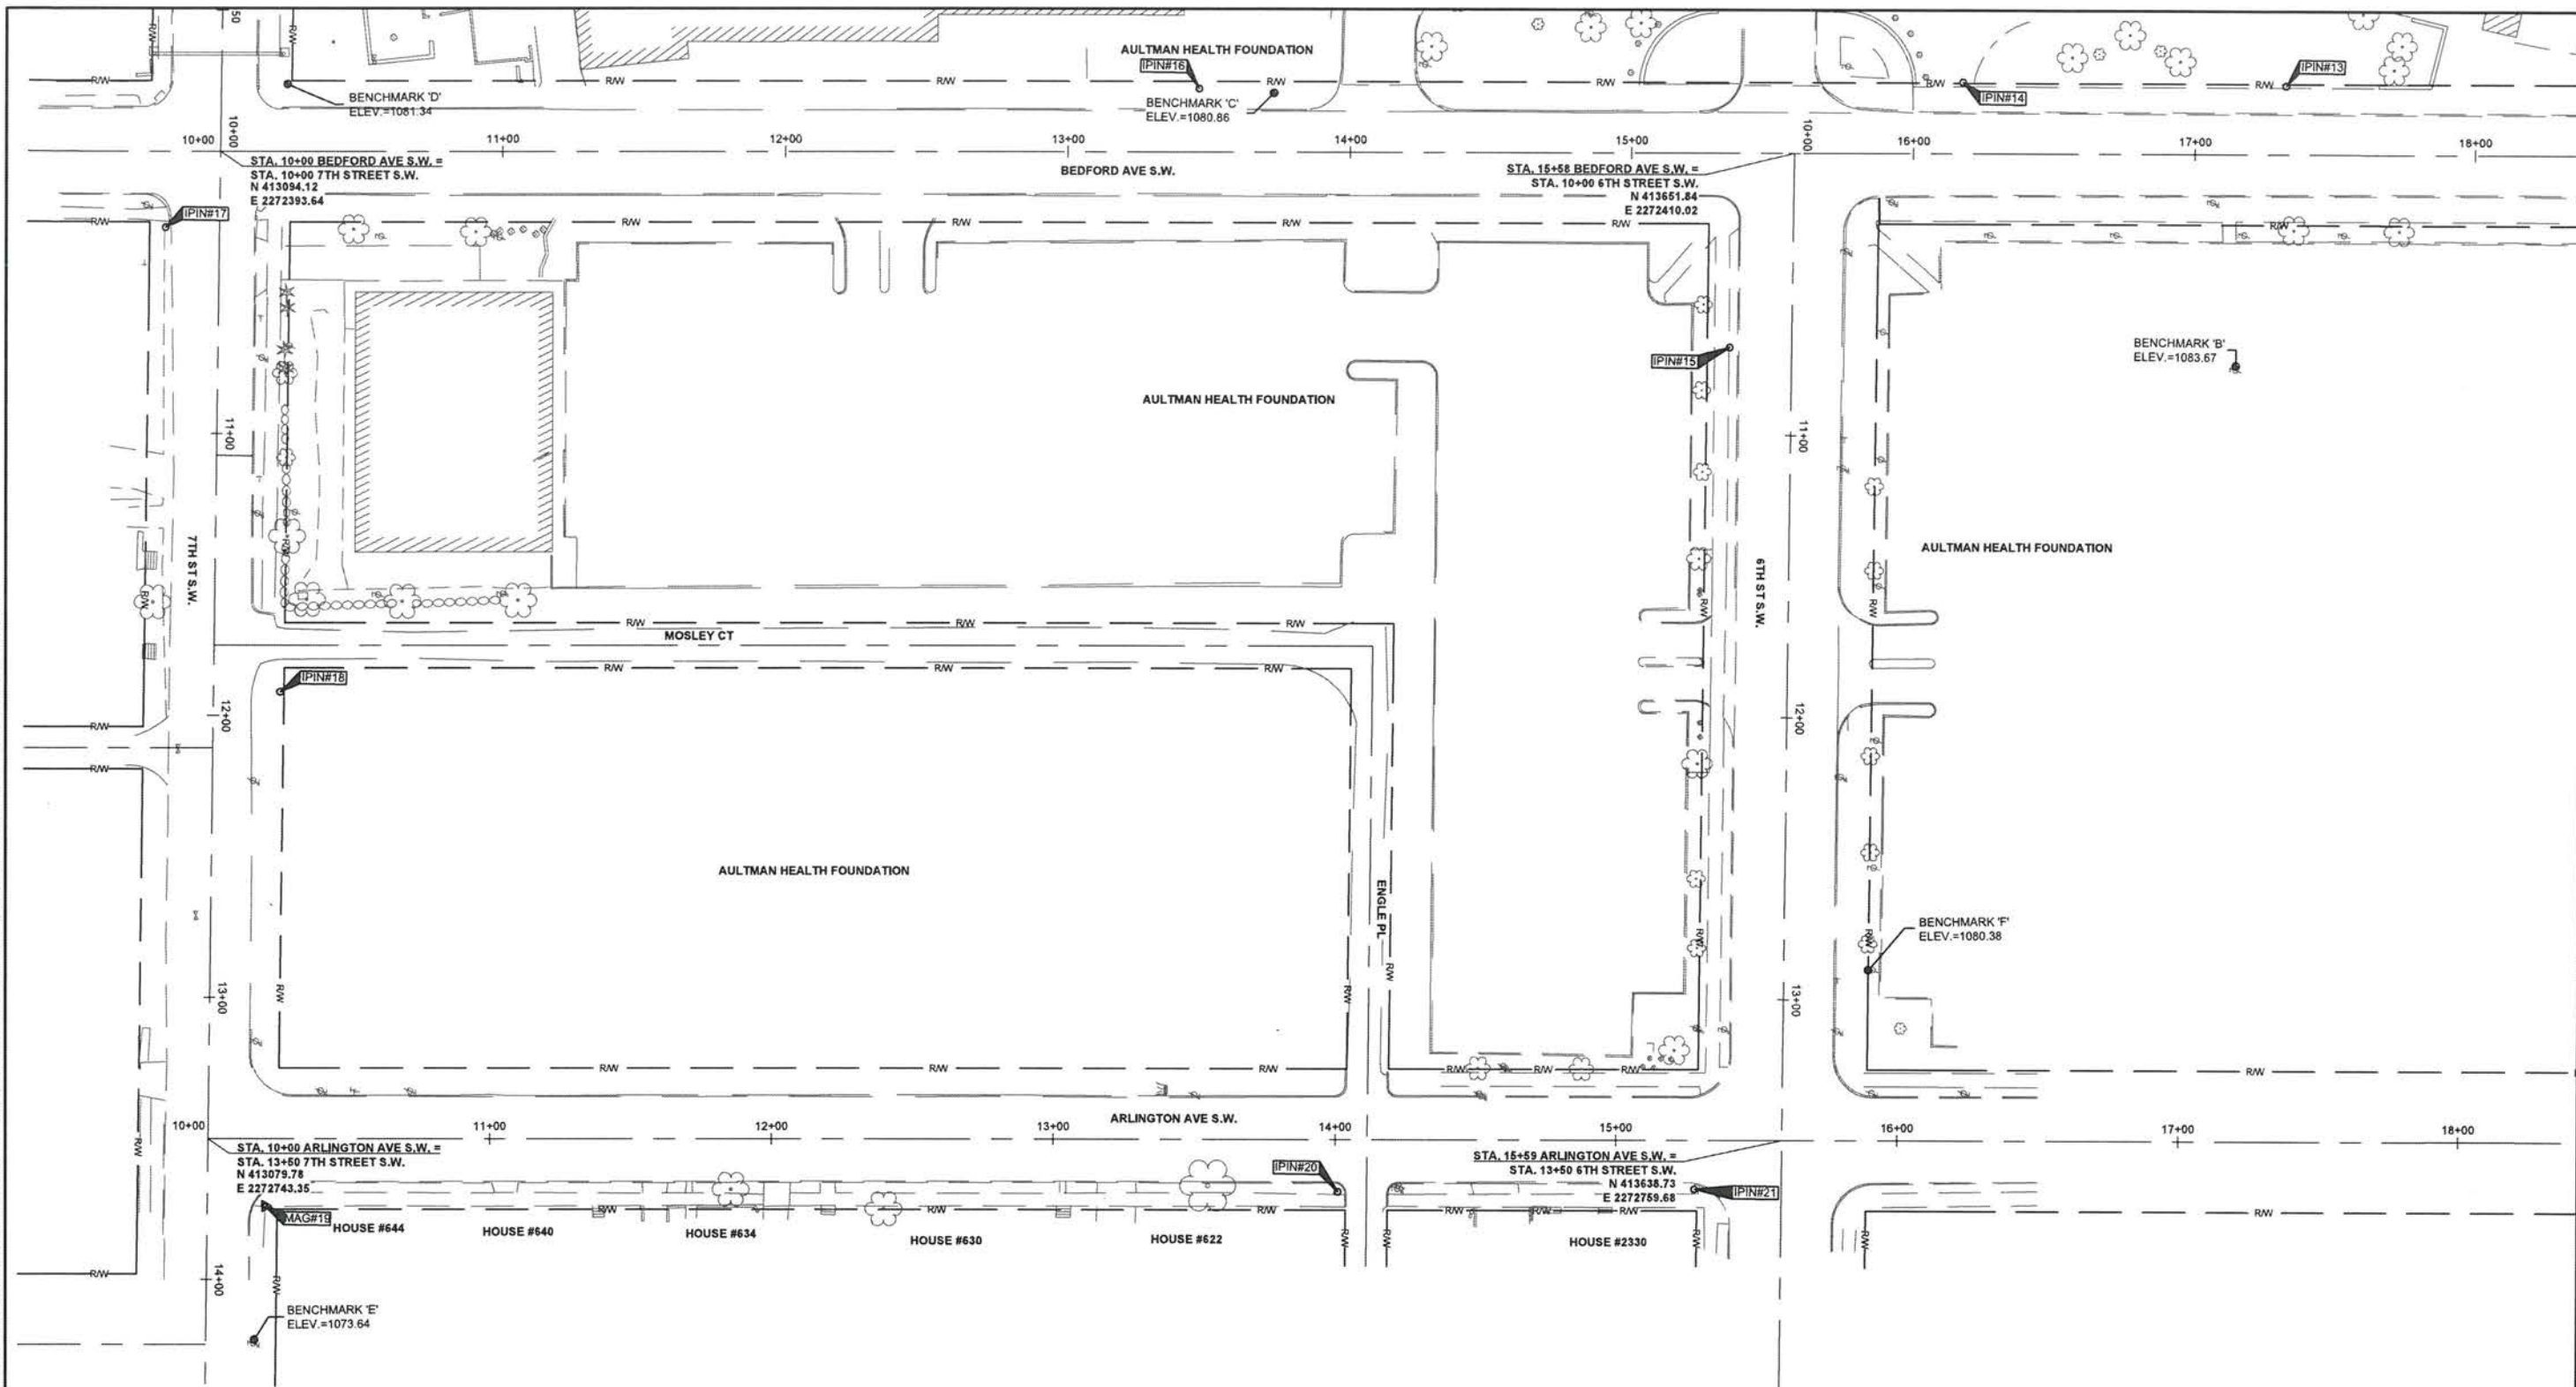 50
R/W
R/W
AULTMAN HEALTH FOUNDATION
IPIN#16
IPIN#13
R/W
R/W
R/W
R/W
R/W
R/W
R/W
BENCHMARK 'D'
ELEV.=1081.34
BENCHMARK 'C'
ELEV.=1080.86
IPIN#14
10+00
10+00
11+00
12+00
13+00
14+00
15+00
10+00
16+00
17+00
18+00
STA. 10+00 BEDFORD AVE S.W. =
STA. 10+00 7TH STREET S.W.
N 413094.12
E 2272393.64
BEDFORD AVE S.W.
STA. 15+58 BEDFORD AVE S.W. =
STA. 10+00 6TH STREET S.W.
N 413651.84
E 2272410.02
IPIN#17
R/W
R/W
R/W
R/W
R/W
R/W
BENCHMARK 'B'
ELEV.=1083.67
IPIN#15
AULTMAN HEALTH FOUNDATION
11+00
11+00
7TH ST S.W.
R/W
R/W
6TH ST S.W.
AULTMAN HEALTH FOUNDATION
R/W
R/W
R/W
R/W
R/W
MOSLEY CT
R/W
R/W
R/W
IPIN#18
12+00
12+00
R/W
R/W
AULTMAN HEALTH FOUNDATION
ENGLE PL
BENCHMARK 'F'
ELEV.=1080.38
R/W
R/W
R/W
R/W
R/W
13+00
13+00
R/W
R/W
R/W
R/W
R/W
R/W
R/W
ARLINGTON AVE S.W.
10+00
11+00
12+00
13+00
14+00
15+00
16+00
17+00
18+00
R/W
STA. 10+00 ARLINGTON AVE S.W. =
STA. 13+50 7TH STREET S.W.
N 413079.78
E 2272743.35
IPIN#20
STA. 15+59 ARLINGTON AVE S.W. =
STA. 13+50 6TH STREET S.W.
N 413638.73
E 2272759.68
IPIN#21
MAG#19
R/W
R/W
R/W
R/W
R/W
R/W
R/W
HOUSE #644
HOUSE #640
HOUSE #634
HOUSE #630
HOUSE #622
HOUSE #2330
R/W
R/W
R/W
R/W
R/W
R/W
14+00
BENCHMARK 'E'
ELEV.=1073.64